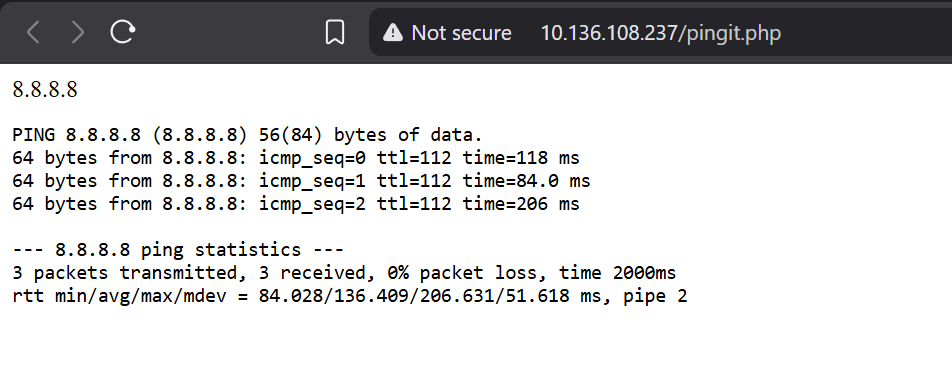 Not secure 10.136.108.237/pingit.php
8.8.8.8
PING 8.8.8.8 (8.8.8.8) 56(84) bytes of data.
64 bytes from 8.8.8.8: icmp_seq=0 ttl=112 time=118 ms
64 bytes from 8.8.8.8: icmp_seq=1 ttl=112 time=84.0 ms
64 bytes from 8.8.8.8: icmp_seq=2 ttl=112 time=206 ms
--- 8.8.8.8 ping statistics ---
3 packets transmitted, 3 received, 0% packet loss, time 2000ms
rtt min/avg/max/mdev = 84.028/136.409/206.631/51.618 ms, pipe 2